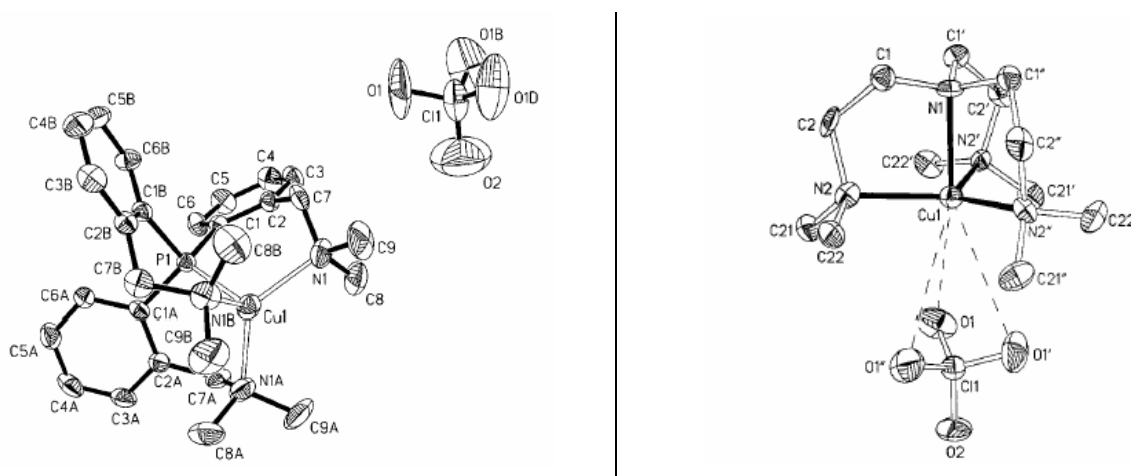 O1B
O1
O1D
Cl1
O2
C5B
C4B
C6B
C3B
C4
C3
C5
C1B
C6
C7
C1
C2
C2B
C8B
C9
C7B
P1
N1
C8
C6A
C1A
N1B
Cu1
C9B
C5A
C2A
C7A
N1A
C4A
C3A
C9A
C8A
C1'
C1
C1"
N1
C2'
C2
N2'
C2"
C22'
N2
C21'
C21
Cu1
C22
N2"
C22
C21"
O1
O1"
O1'
Cl1
O2